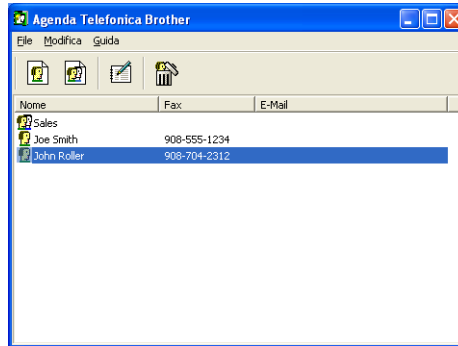 Agenda Telefonica Brother
File Modifica Guida
Nome Fax E-Mail
Sales
Joe Smith 908-555-1234
John Roller 908-704-2312